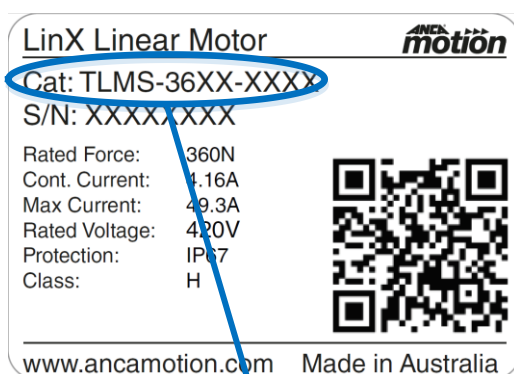 LinX Linear Motor
ANCA motion
Cat: TLMS-36XX-XXXX
S/N: XXXXXXXX
Rated Force: 360N
Cont. Current: 4.16A
Max Current: 49.3A
Rated Voltage: 420V
Protection: IP67
Class: H
www.ancamotion.com Made in Australia